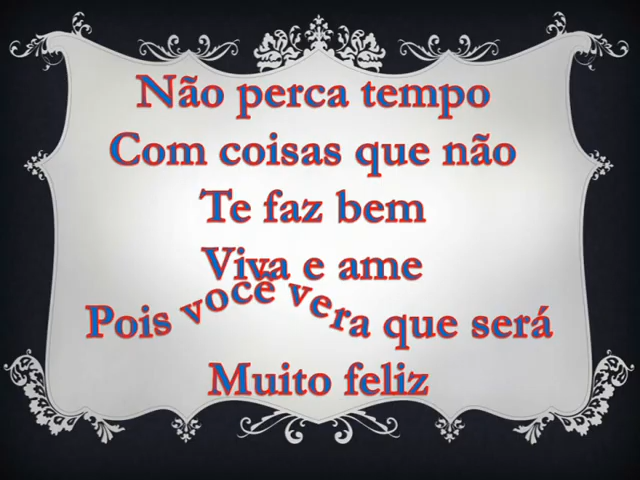 Não perca tempo
Com coisas que não
Te faz bem
Viva e ame
Pois você vera que será
Muito feliz